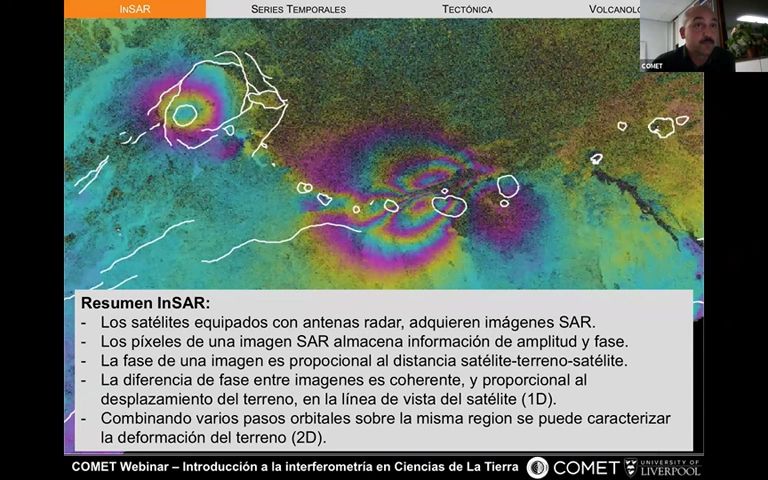 InSAR
Series Temporales
Tectónica
COMET
Resumen InSAR:
- Los satélites equipados con antenas radar, adquieren imágenes SAR.
- Los píxeles de una imagen SAR almacena información de amplitud y fase.
- La fase de una imagen es propocional al distancia satélite-terreno-satélite.
- La diferencia de fase entre imagenes es coherente, y proporcional al
desplazamiento del terreno, en la línea de vista del satélite (1D).
- Combinando varios pasos orbitales sobre la misma region se puede caracterizar
la deformación del terreno (2D).
COMET Webinar – Introducción a la interferometría en Ciencias de La Tierra
COMET
UNIVERSITY OF
LIVERPOOL